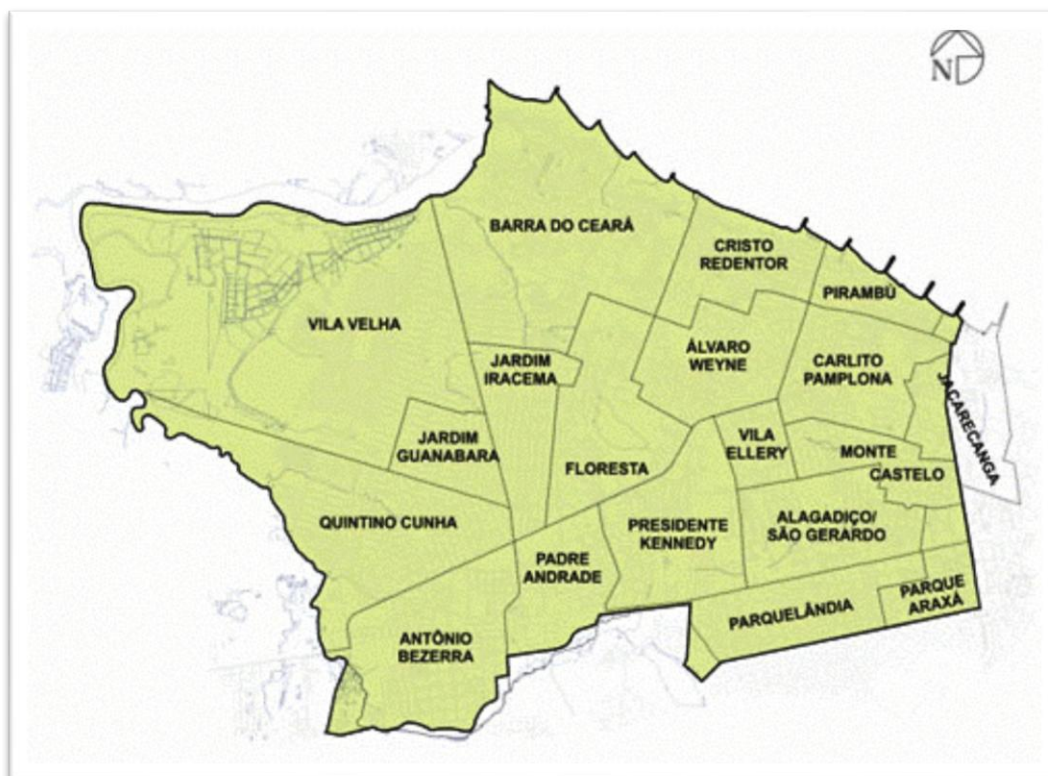 N
BARRA DO CEARÁ
CRISTO
REDENTOR
PIRAMBÚ
VILA VELHA
JARDIM
IRACEMA
ÁLVARO
WEYNE
CARLITO
PAMPLONA
JACARECANGA
JARDIM
GUANABARA
FLORESTA
VILA
ELLERY
MONTE
CASTELO
QUINTINO CUNHA
PRESIDENTE
KENNEDY
ALAGADIÇO/
SÃO GERARDO
PADRE
ANDRADE
PARQUELÂNDIA
PARQUE
ARAXÁ
ANTÔNIO
BEZERRA